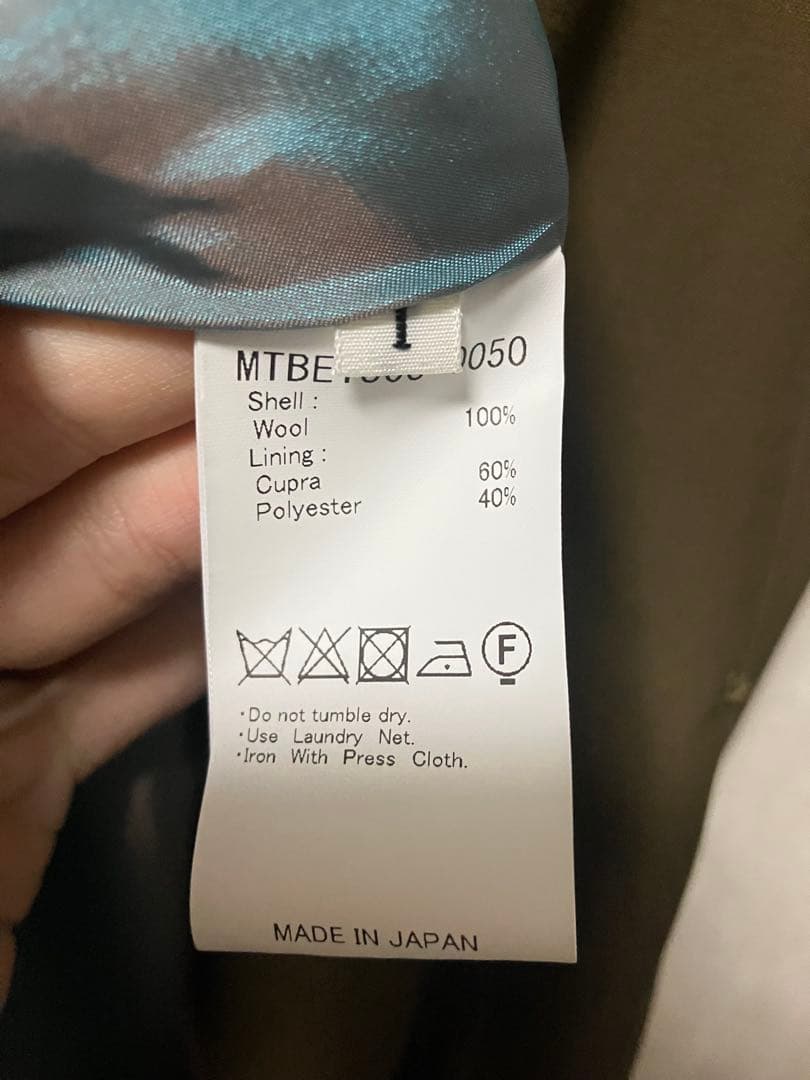 I
0050
Shell :
Wool 100%
Lining :
Cupra 60%
Polyester 40%
F
・Do not tumble dry.
・Use Laundry Net.
・Iron With Press Cloth.
MADE IN JAPAN